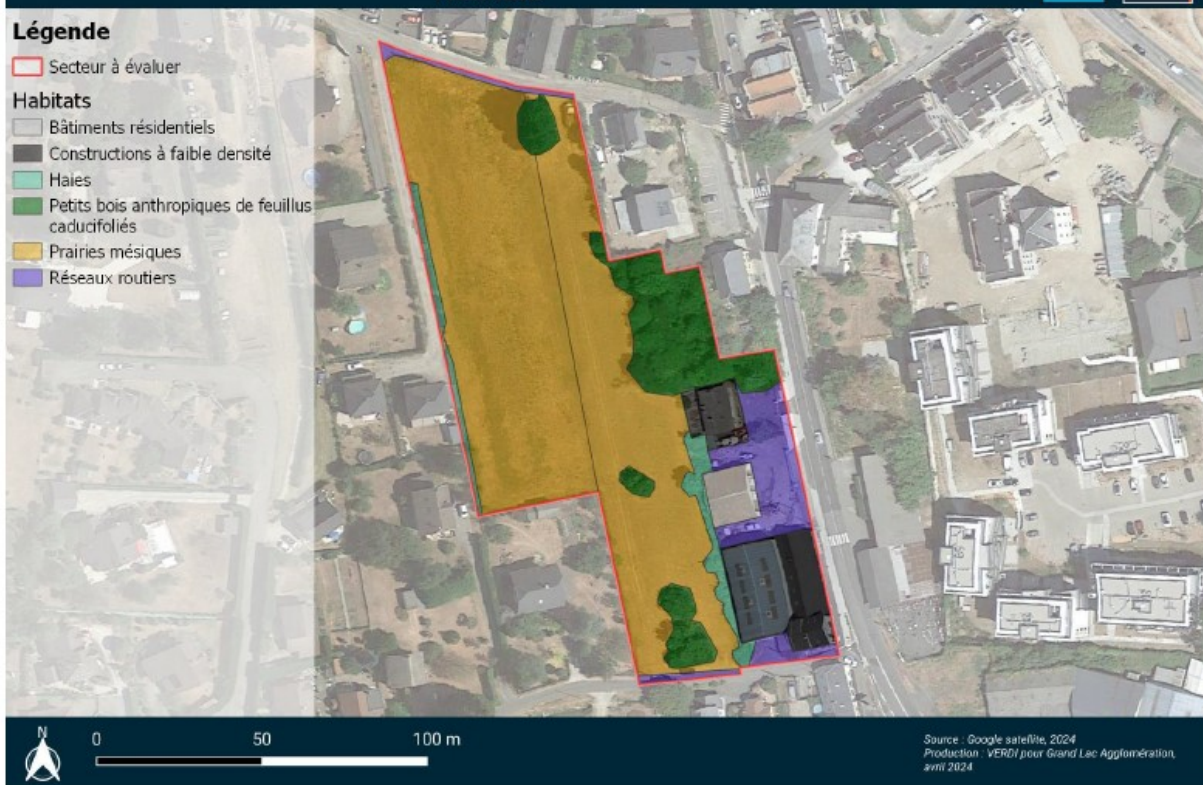 Légende
Secteur à évaluer
Habitats
Bâtiments résidentiels
Constructions à faible densité
Haies
Petits bois anthropiques de feuillus
caducifoliés
Prairies mésiques
Réseaux routiers
N
0 50 100 m
Source : Google satellite, 2024
Production : VERDI pour Grand Lac Agglomération,
avril 2024